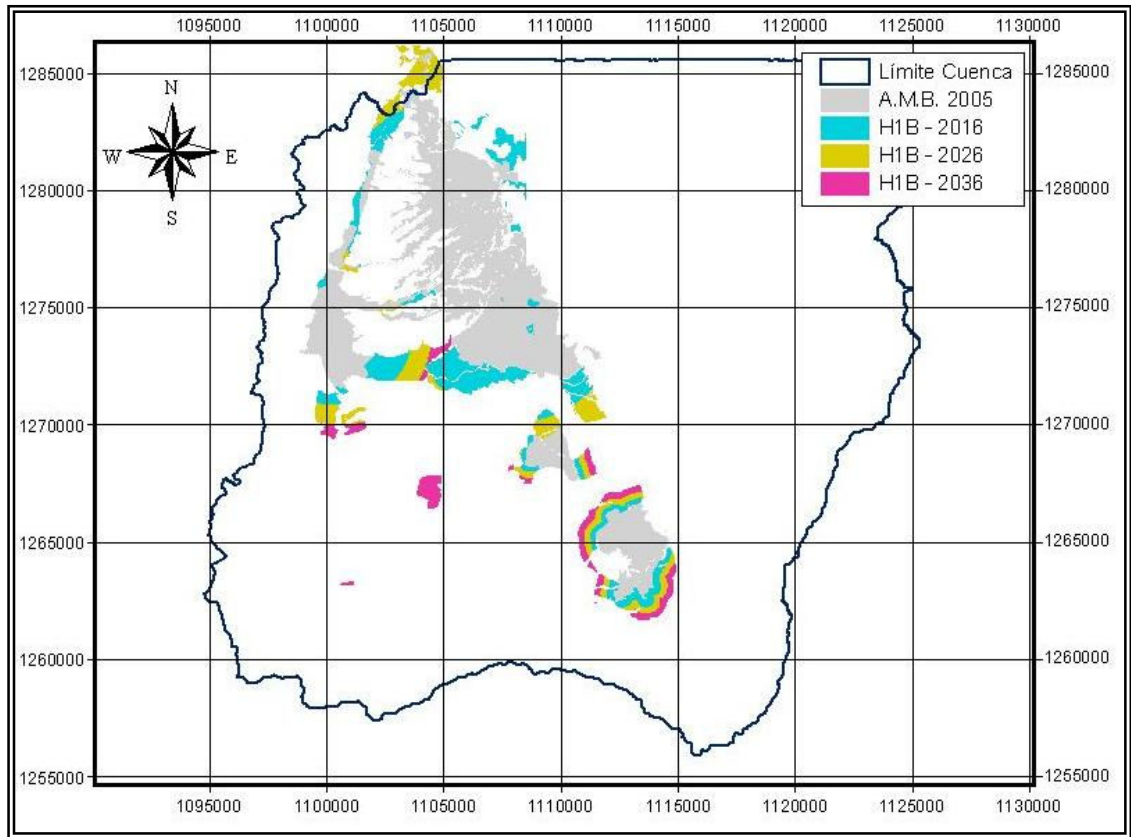 1095000 1100000 1105000 1110000 1115000 1120000 1125000 1130000
Límite Cuenca
A.M.B. 2005
H1B - 2016
H1B - 2026
H1B - 2036
N
W E
S
1285000 1285000
1280000 1280000
1275000 1275000
1270000 1270000
1265000 1265000
1260000 1260000
1255000 1255000
1095000 1100000 1105000 1110000 1115000 1120000 1125000 1130000